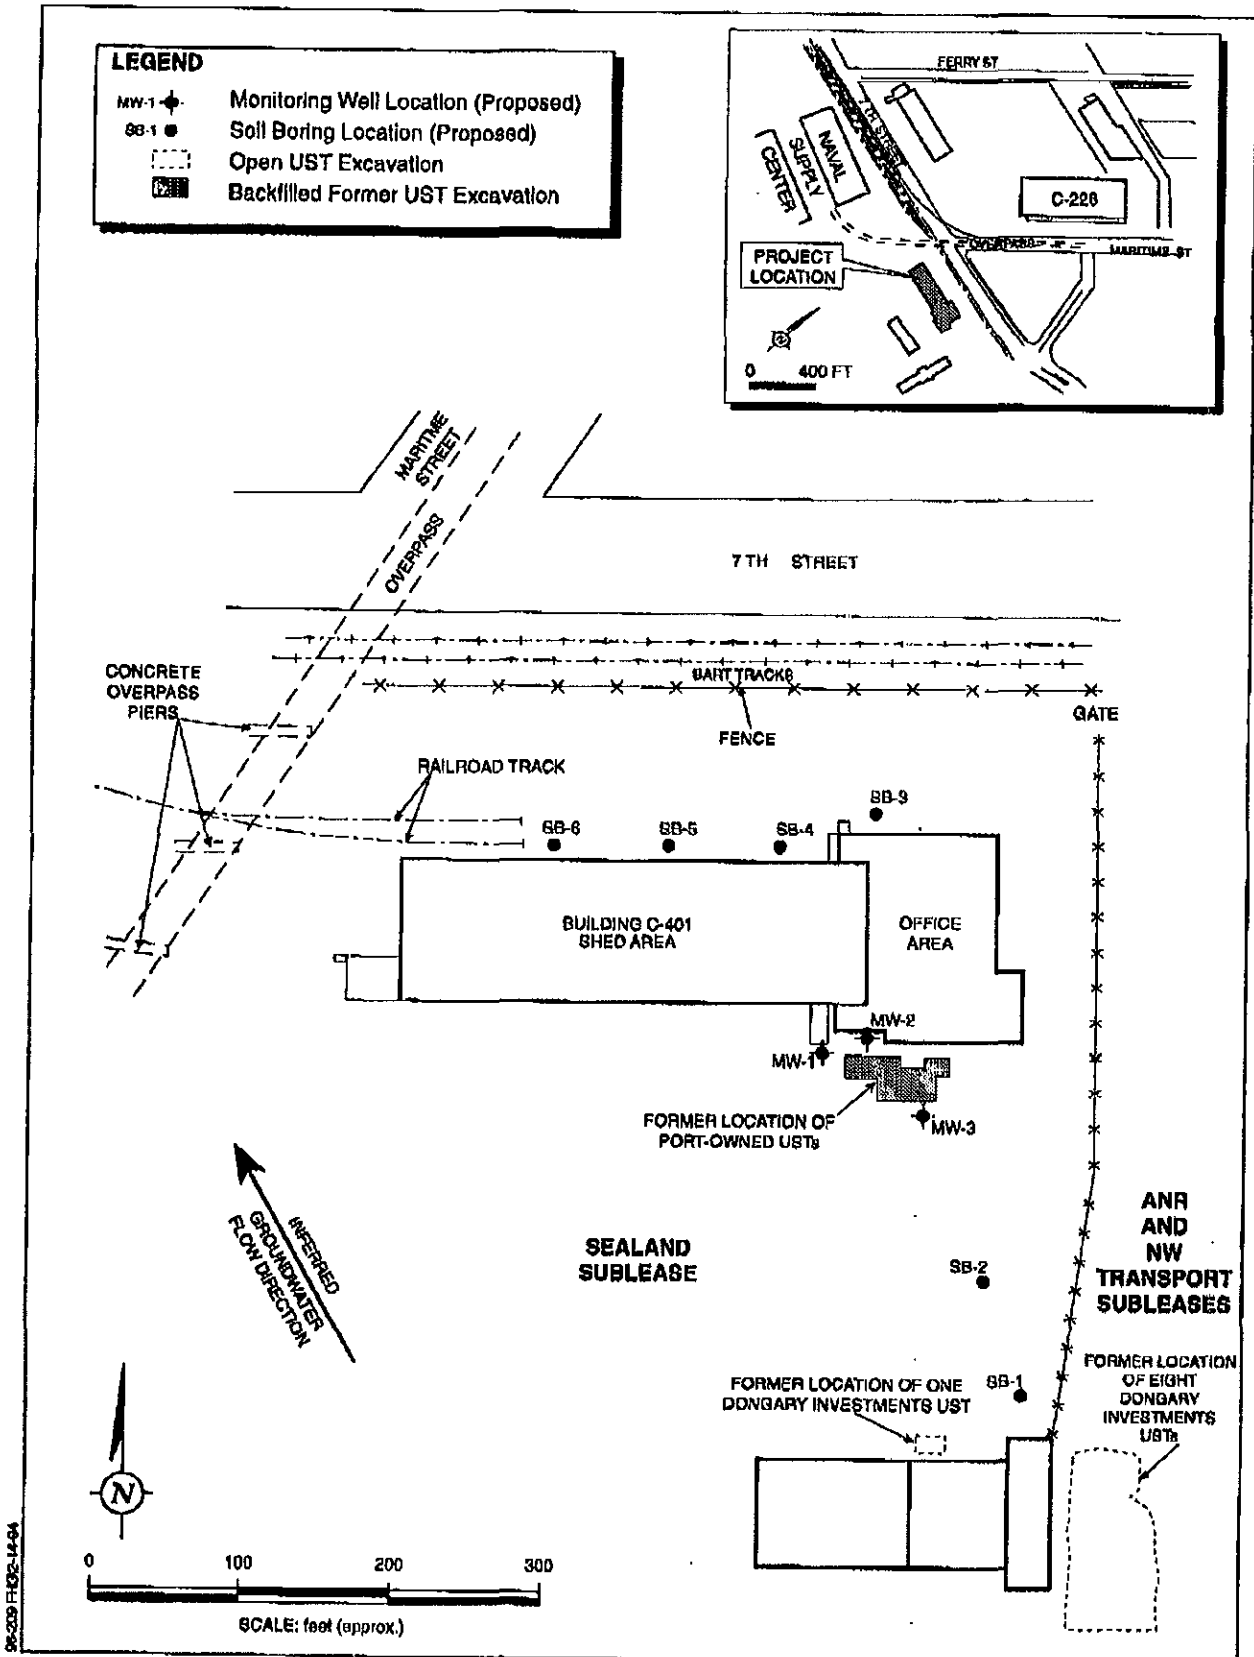 LEGEND
MW-1 Monitoring Well Location (Proposed)
SB-1 Soil Boring Location (Proposed)
Open UST Excavation
Backfilled Former UST Excavation
FERRY ST
7TH STREET
NAVAL
SUPPLY
CENTER
C-226
OVERPASS
MARITIME ST
PROJECT
LOCATION
0 400 FT
MARITIME
STREET
OVERPASS
7TH STREET
CONCRETE
OVERPASS
PIERS
BART TRACKS
GATE
FENCE
RAILROAD TRACK
SB-3
SB-6
SB-5
SB-4
BUILDING C-401
SHED AREA
OFFICE
AREA
MW-2
MW-1
FORMER LOCATION OF
PORT-OWNED USTs
MW-3
INFERRED
GROUNDWATER
FLOW DIRECTION
SEALAND
SUBLEASE
ANR
AND
NW
TRANSPORT
SUBLEASES
SB-2
FORMER LOCATION OF ONE
DONGARY INVESTMENTS UST
SB-1
FORMER LOCATION
OF EIGHT
DONGARY
INVESTMENTS
USTs
N
0 100 200 300
SCALE: feet (approx.)